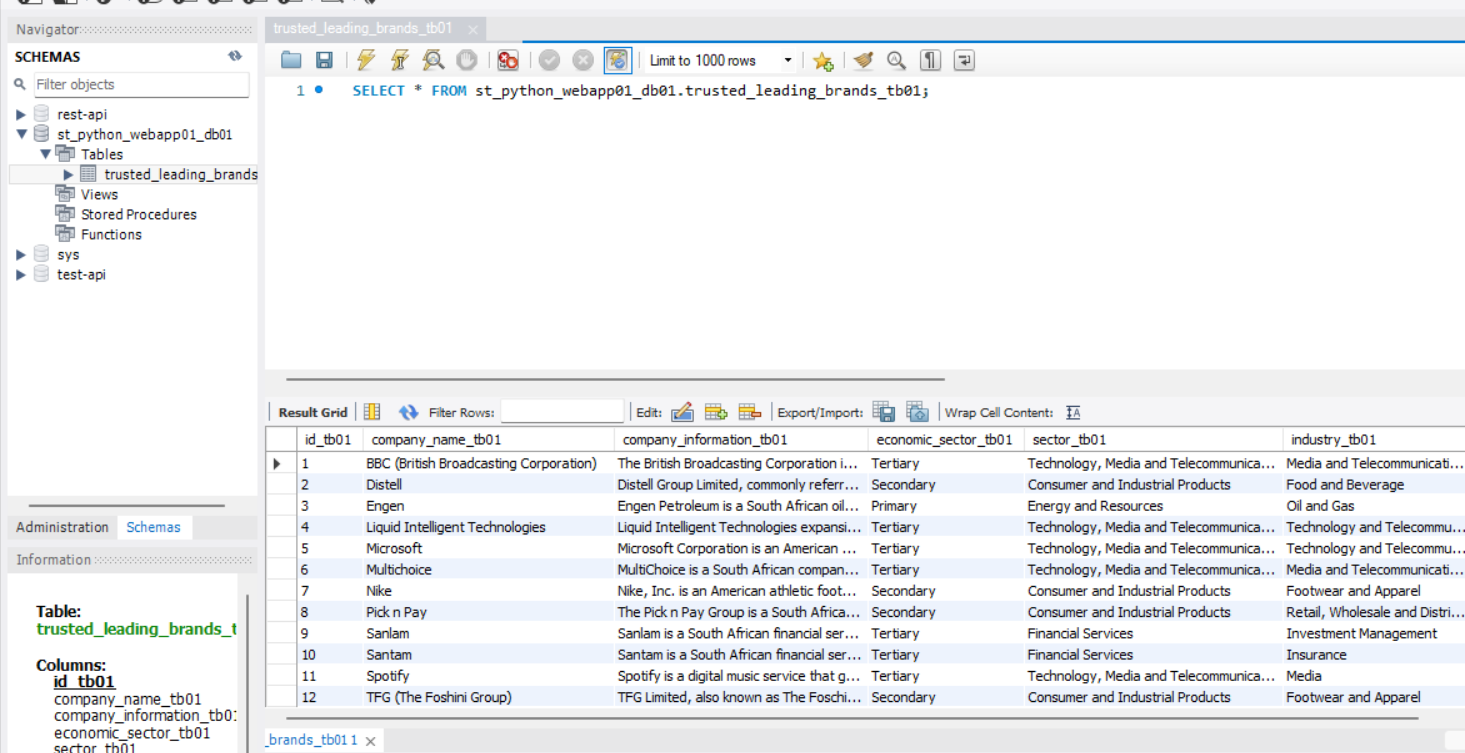 Navigator
SCHEMAS
Filter objects
rest-api
st_python_webapp01_db01
Tables
trusted_leading_brands
Views
Stored Procedures
Functions
sys
test-api
Administration Schemas
Information
Table:
trusted_leading_brands_t
Columns:
id_tb01
company_name_tb01
company_information_tb01
economic_sector_tb01
sector_tb01
trusted_leading_brands_tb01
Limit to 1000 rows
1 SELECT * FROM st_python_webapp01_db01.trusted_leading_brands_tb01;
Result Grid Filter Rows: Edit: Export/Import: Wrap Cell Content:
id_tb01 company_name_tb01 company_information_tb01 economic_sector_tb01 sector_tb01 industry_tb01
1 BBC (British Broadcasting Corporation) The British Broadcasting Corporation i... Tertiary Technology, Media and Telecommunica... Media and Telecommunicati...
2 Distell Distell Group Limited, commonly referr... Secondary Consumer and Industrial Products Food and Beverage
3 Engen Engen Petroleum is a South African oil... Primary Energy and Resources Oil and Gas
4 Liquid Intelligent Technologies Liquid Intelligent Technologies expansi... Tertiary Technology, Media and Telecommunica... Technology and Telecommu...
5 Microsoft Microsoft Corporation is an American ... Tertiary Technology, Media and Telecommunica... Technology and Telecommu...
6 Multichoice MultiChoice is a South African compan... Tertiary Technology, Media and Telecommunica... Media and Telecommunicati...
7 Nike Nike, Inc. is an American athletic foot... Secondary Consumer and Industrial Products Footwear and Apparel
8 Pick n Pay The Pick n Pay Group is a South Africa... Secondary Consumer and Industrial Products Retail, Wholesale and Distri...
9 Sanlam Sanlam is a South African financial ser... Tertiary Financial Services Investment Management
10 Santam Santam is a South African financial ser... Tertiary Financial Services Insurance
11 Spotify Spotify is a digital music service that g... Tertiary Technology, Media and Telecommunica... Media
12 TFG (The Foshini Group) TFG Limited, also known as The Foschi... Secondary Consumer and Industrial Products Footwear and Apparel
_brands_tb01 1